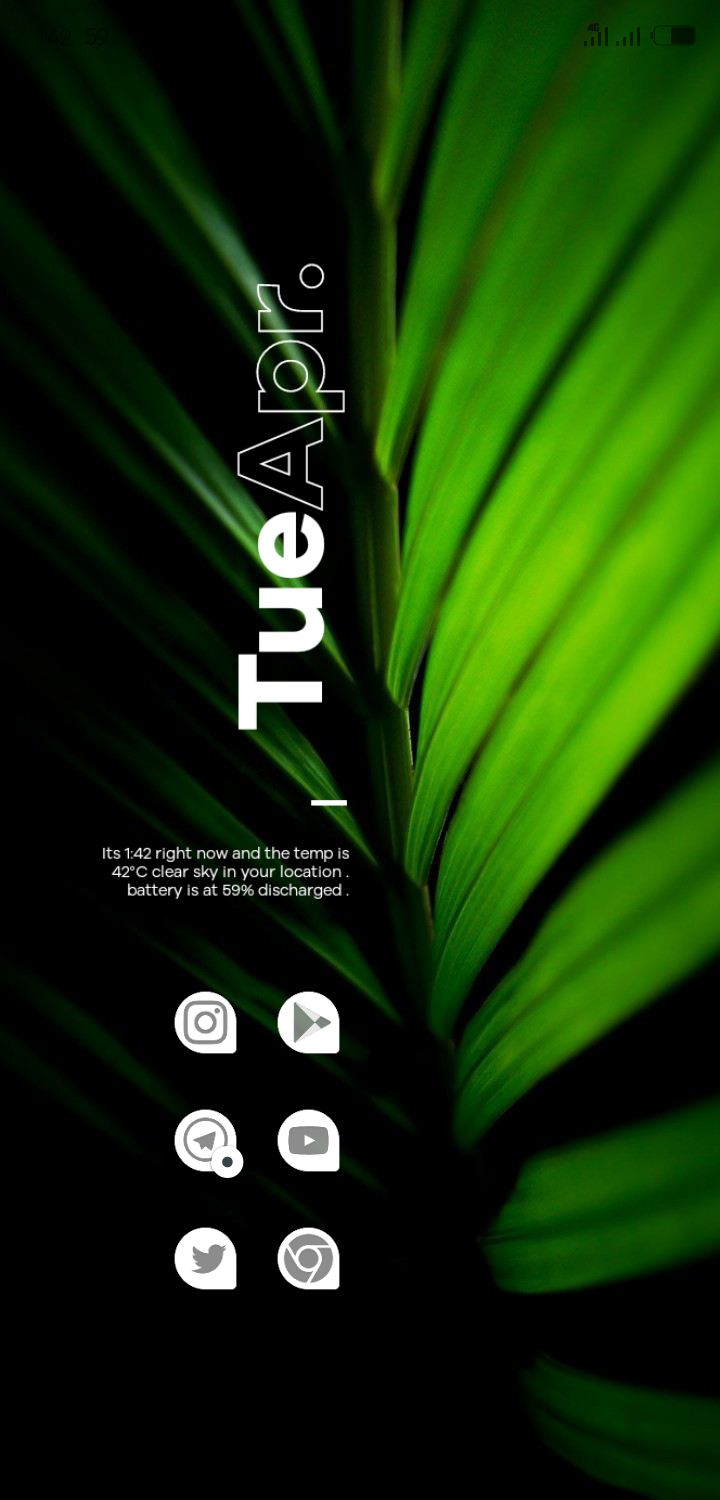 1:42 59
4G
TueApr.
Its 1:42 right now and the temp is
42°C clear sky in your location .
battery is at 59% discharged .